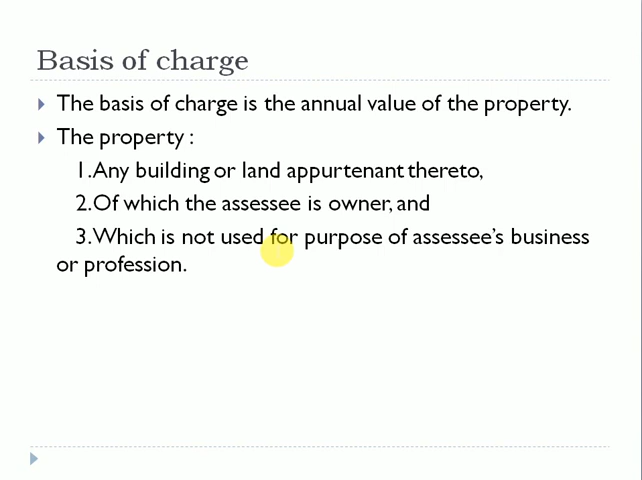 Basis of charge
The basis of charge is the annual value of the property.
The property :
1.Any building or land appurtenant thereto,
2.Of which the assessee is owner, and
3.Which is not used for purpose of assessee's business
or profession.